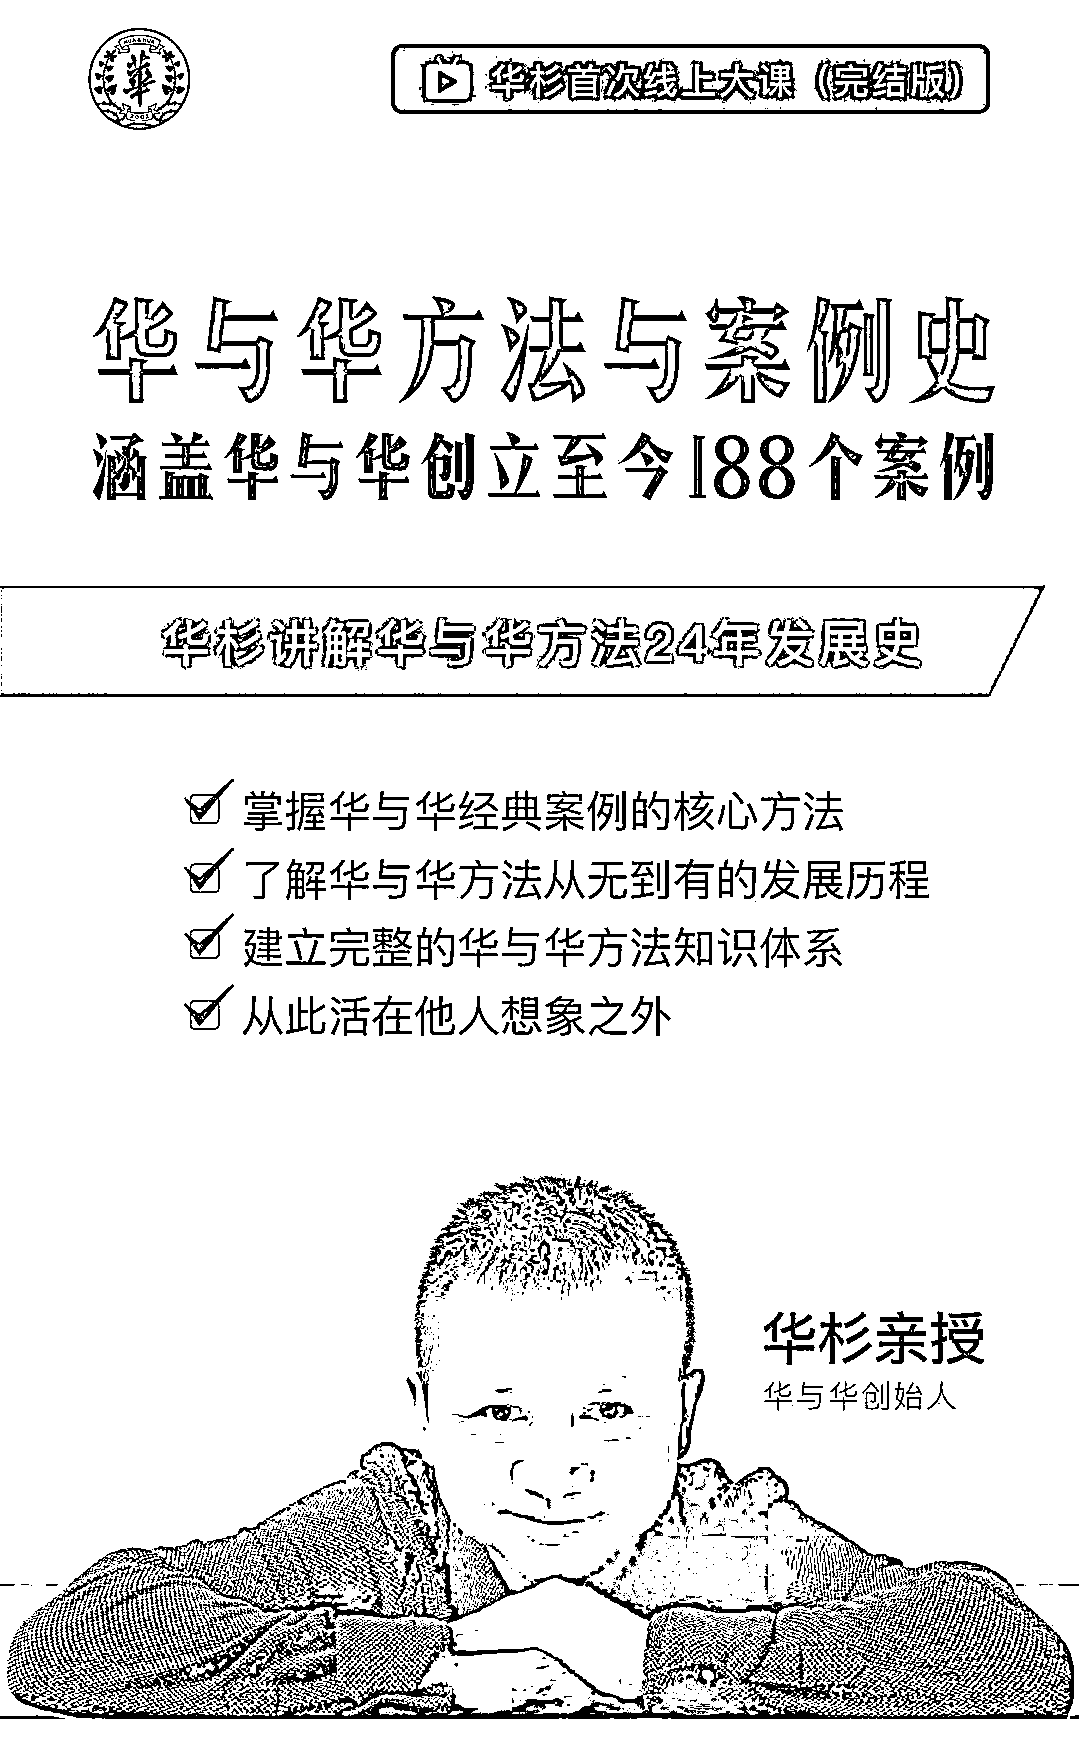 HUA & HUA
華
2002
华杉首次线上大课（完结版）
华与华方法与案例史
涵盖华与华创立至今188个案例
华杉讲解华与华方法24年发展史
掌握华与华经典案例的核心方法
了解华与华方法从无到有的发展历程
建立完整的华与华方法知识体系
从此活在他人想象之外
华杉亲授
华与华创始人